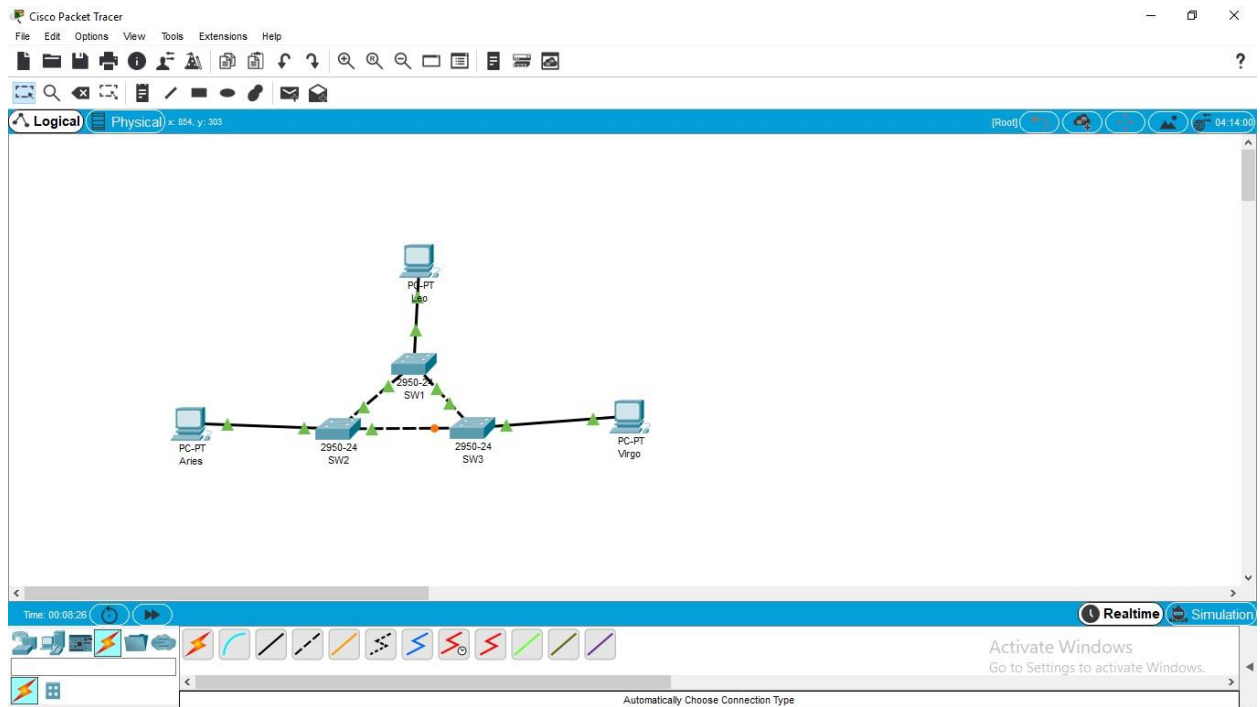 Cisco Packet Tracer
File Edit Options View Tools Extensions Help
?
Logical Physical x: 854, y: 303 [Root] 04:14:00
PC-PT
Leo
2950-24
SW1
PC-PT
Aries
2950-24
SW2
2950-24
SW3
PC-PT
Virgo
Time: 00:08:26 Realtime Simulation
Activate Windows
Go to Settings to activate Windows.
Automatically Choose Connection Type